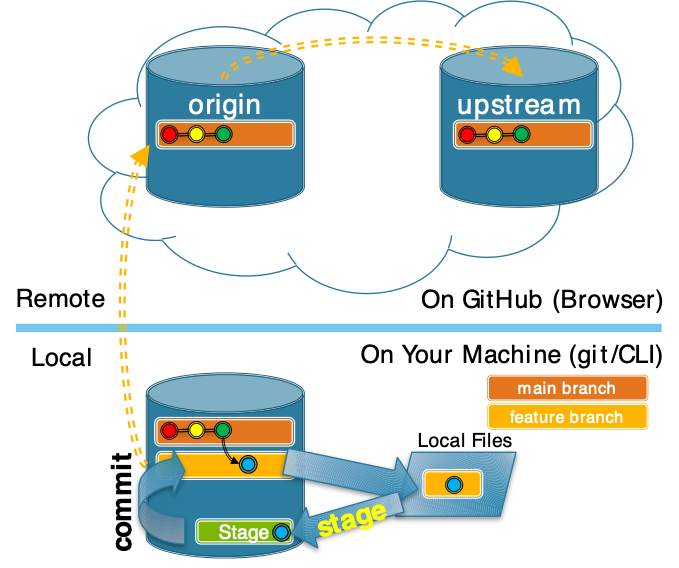 origin
upstream
Remote
On GitHub (Browser)
Local
On Your Machine (git/CLI)
main branch
feature branch
Local Files
commit
stage
Stage